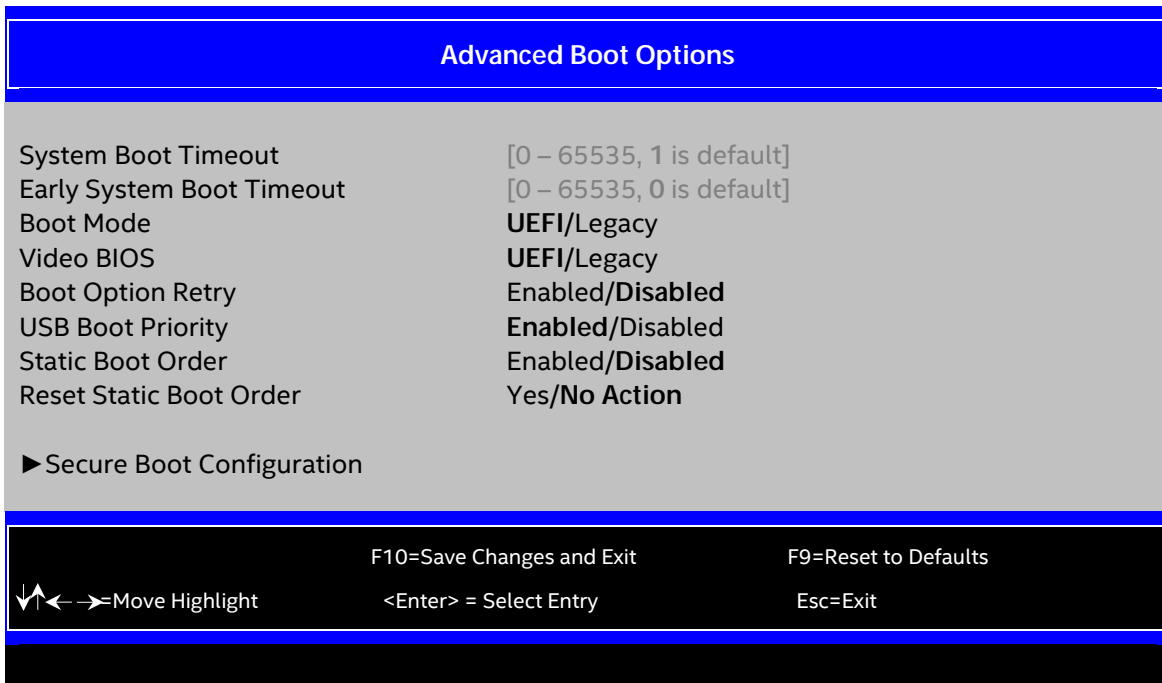 Advanced Boot Options
System Boot Timeout [0 – 65535, 1 is default]
Early System Boot Timeout [0 – 65535, 0 is default]
Boot Mode UEFI/Legacy
Video BIOS UEFI/Legacy
Boot Option Retry Enabled/Disabled
USB Boot Priority Enabled/Disabled
Static Boot Order Enabled/Disabled
Reset Static Boot Order Yes/No Action
►Secure Boot Configuration
F10=Save Changes and Exit F9=Reset to Defaults
↓↑←→=Move Highlight <Enter> = Select Entry Esc=Exit